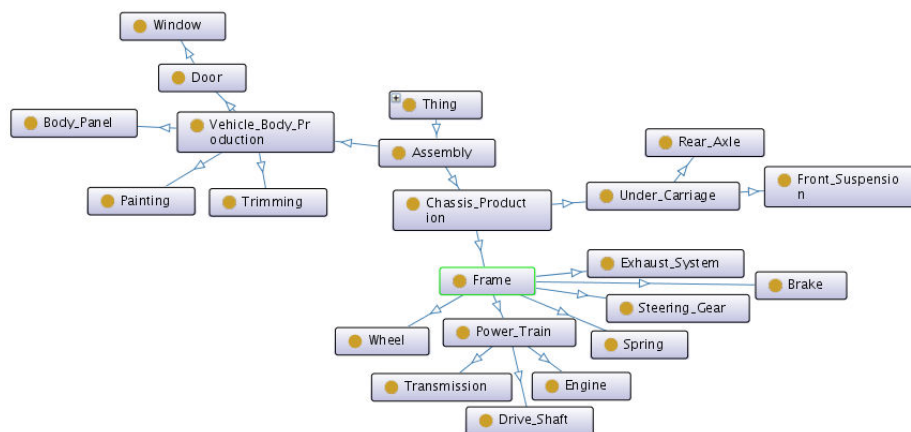 Window
Door
Body_Panel
Vehicle_Body_Pr
oduction
Thing
Assembly
Painting
Trimming
Chassis_Product
ion
Rear_Axle
Under_Carriage
Front_Suspensio
n
Frame
Exhaust_System
Brake
Steering_Gear
Wheel
Power_Train
Spring
Transmission
Engine
Drive_Shaft